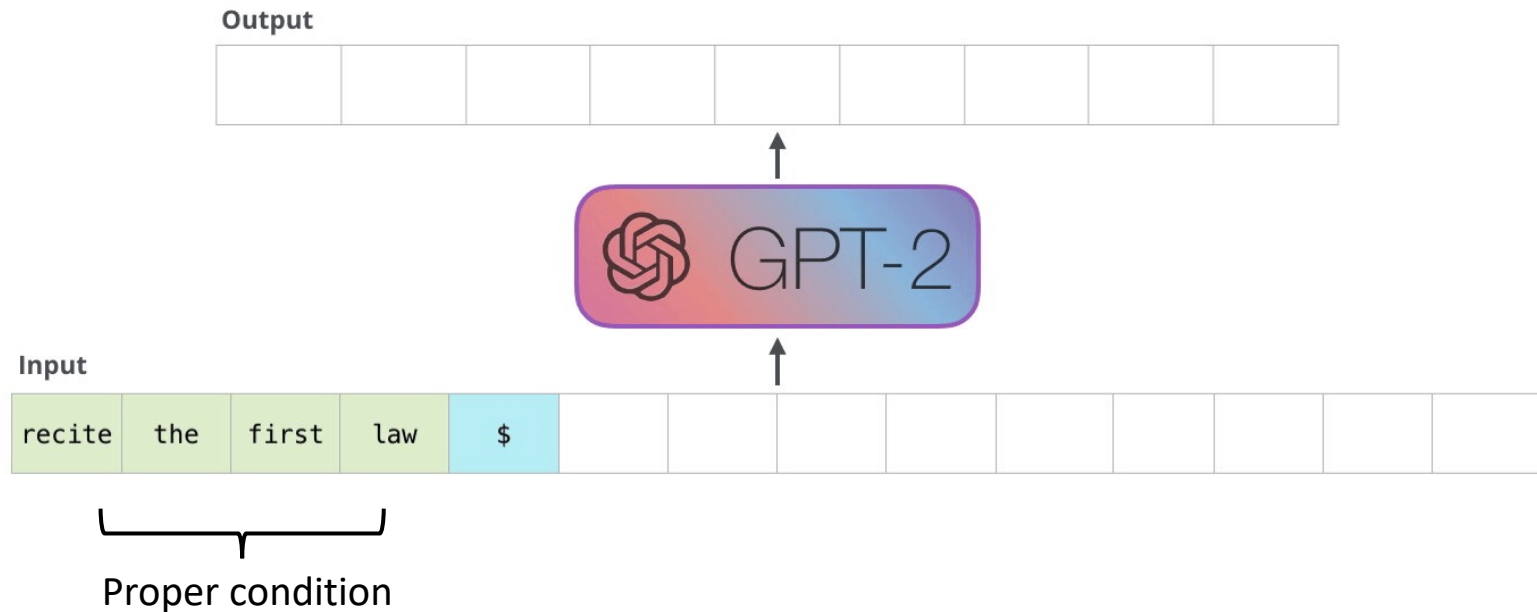 Output
GPT-2
Input
recite the first law $
Proper condition